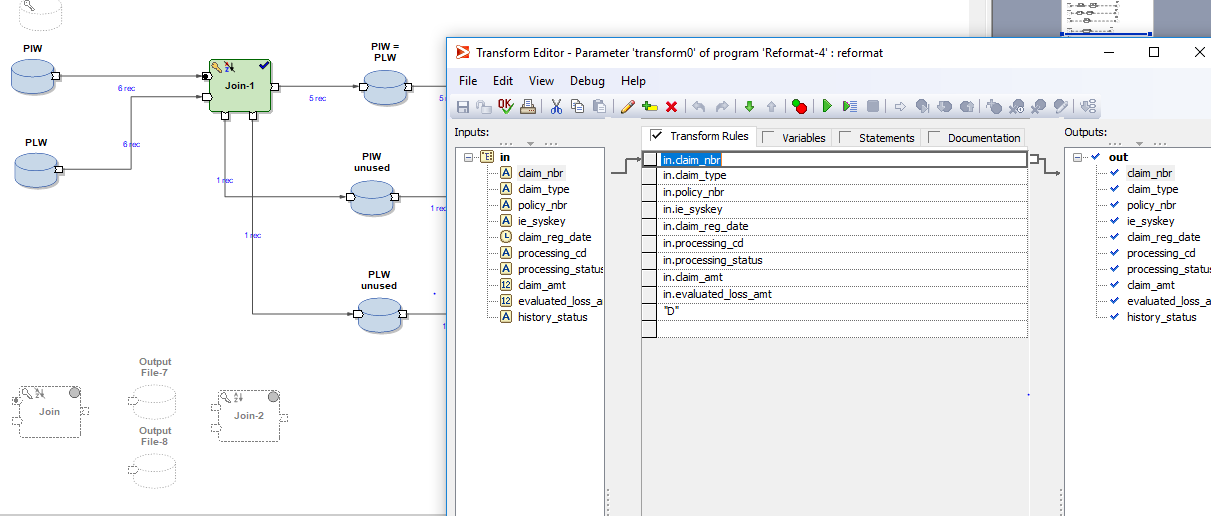 PIW
PLW
6 rec
6 rec
Join-1
5 rec
PIW =
PLW
5
PIW
unused
1 rec
1 rec
1 rec
PLW
unused
1
Output
File-7
Output
File-8
Join
Join-2
Transform Editor - Parameter 'transform0' of program 'Reformat-4' : reformat
File Edit View Debug Help
OK
Inputs:
Transform Rules Variables Statements Documentation
Outputs:
in
claim_nbr
claim_type
policy_nbr
ie_syskey
claim_reg_date
processing_cd
processing_status
claim_amt
evaluated_loss_a
history_status
in.claim_nbr
in.claim_type
in.policy_nbr
in.ie_syskey
in.claim_reg_date
in.processing_cd
in.processing_status
in.claim_amt
in.evaluated_loss_amt
"D"
out
claim_nbr
claim_type
policy_nbr
ie_syskey
claim_reg_date
processing_cd
processing_statu
claim_amt
evaluated_loss_a
history_status